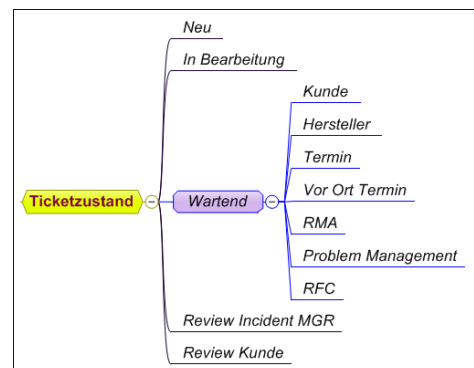 Neu
In Bearbeitung
Kunde
Hersteller
Termin
Vor Ort Termin
Ticketzustand
Wartend
RMA
Problem Management
RFC
Review Incident MGR
Review Kunde